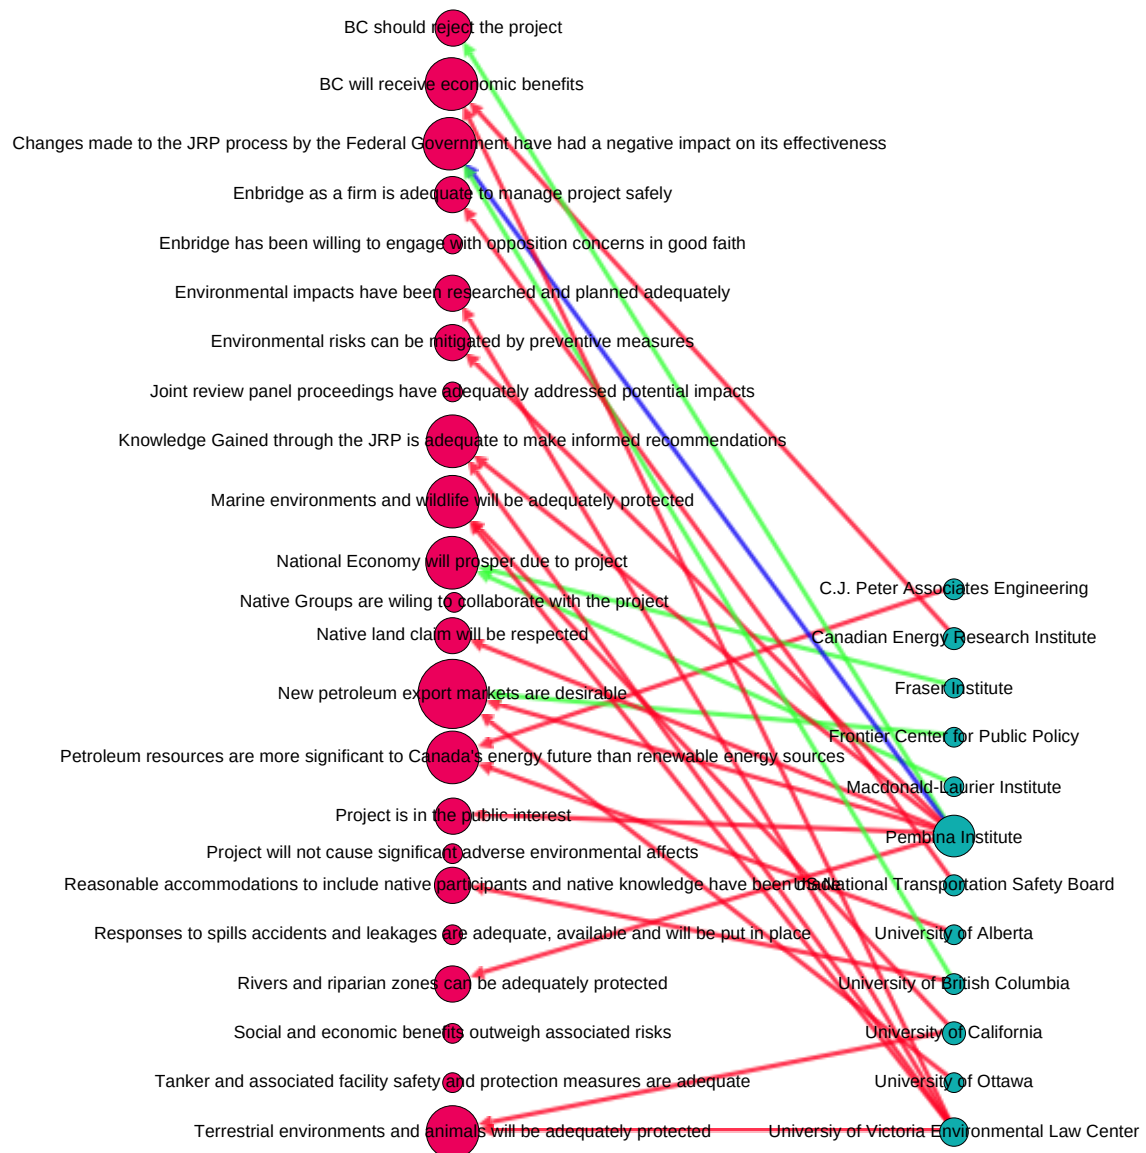 BC should reject the project
BC will receive economic benefits
Changes made to the JRP process by the Federal Government have had a negative impact on its effectiveness
Enbridge as a firm is adequate to manage project safely
Enbridge has been willing to engage with opposition concerns in good faith
Environmental impacts have been researched and planned adequately
Environmental risks can be mitigated by preventive measures
Joint review panel proceedings have adequately addressed potential impacts
Knowledge Gained through the JRP is adequate to make informed recommendations
Marine environments and wildlife will be adequately protected
National Economy will prosper due to project
Native Groups are wiling to collaborate with the project
Native land claim will be respected
New petroleum export markets are desirable
Petroleum resources are more significant to Canada's energy future than renewable energy sources
Project is in the public interest
Project will not cause significant adverse environmental affects
Reasonable accommodations to include native participants and native knowledge have been made
Responses to spills accidents and leakages are adequate, available and will be put in place
Rivers and riparian zones can be adequately protected
Social and economic benefits outweigh associated risks
Tanker and associated facility safety and protection measures are adequate
Terrestrial environments and animals will be adequately protected
C.J. Peter Associates Engineering
Canadian Energy Research Institute
Fraser Institute
Frontier Center for Public Policy
Macdonald-Laurier Institute
Pembina Institute
US National Transportation Safety Board
University of Alberta
University of British Columbia
University of California
University of Ottawa
Universiy of Victoria Environmental Law Center